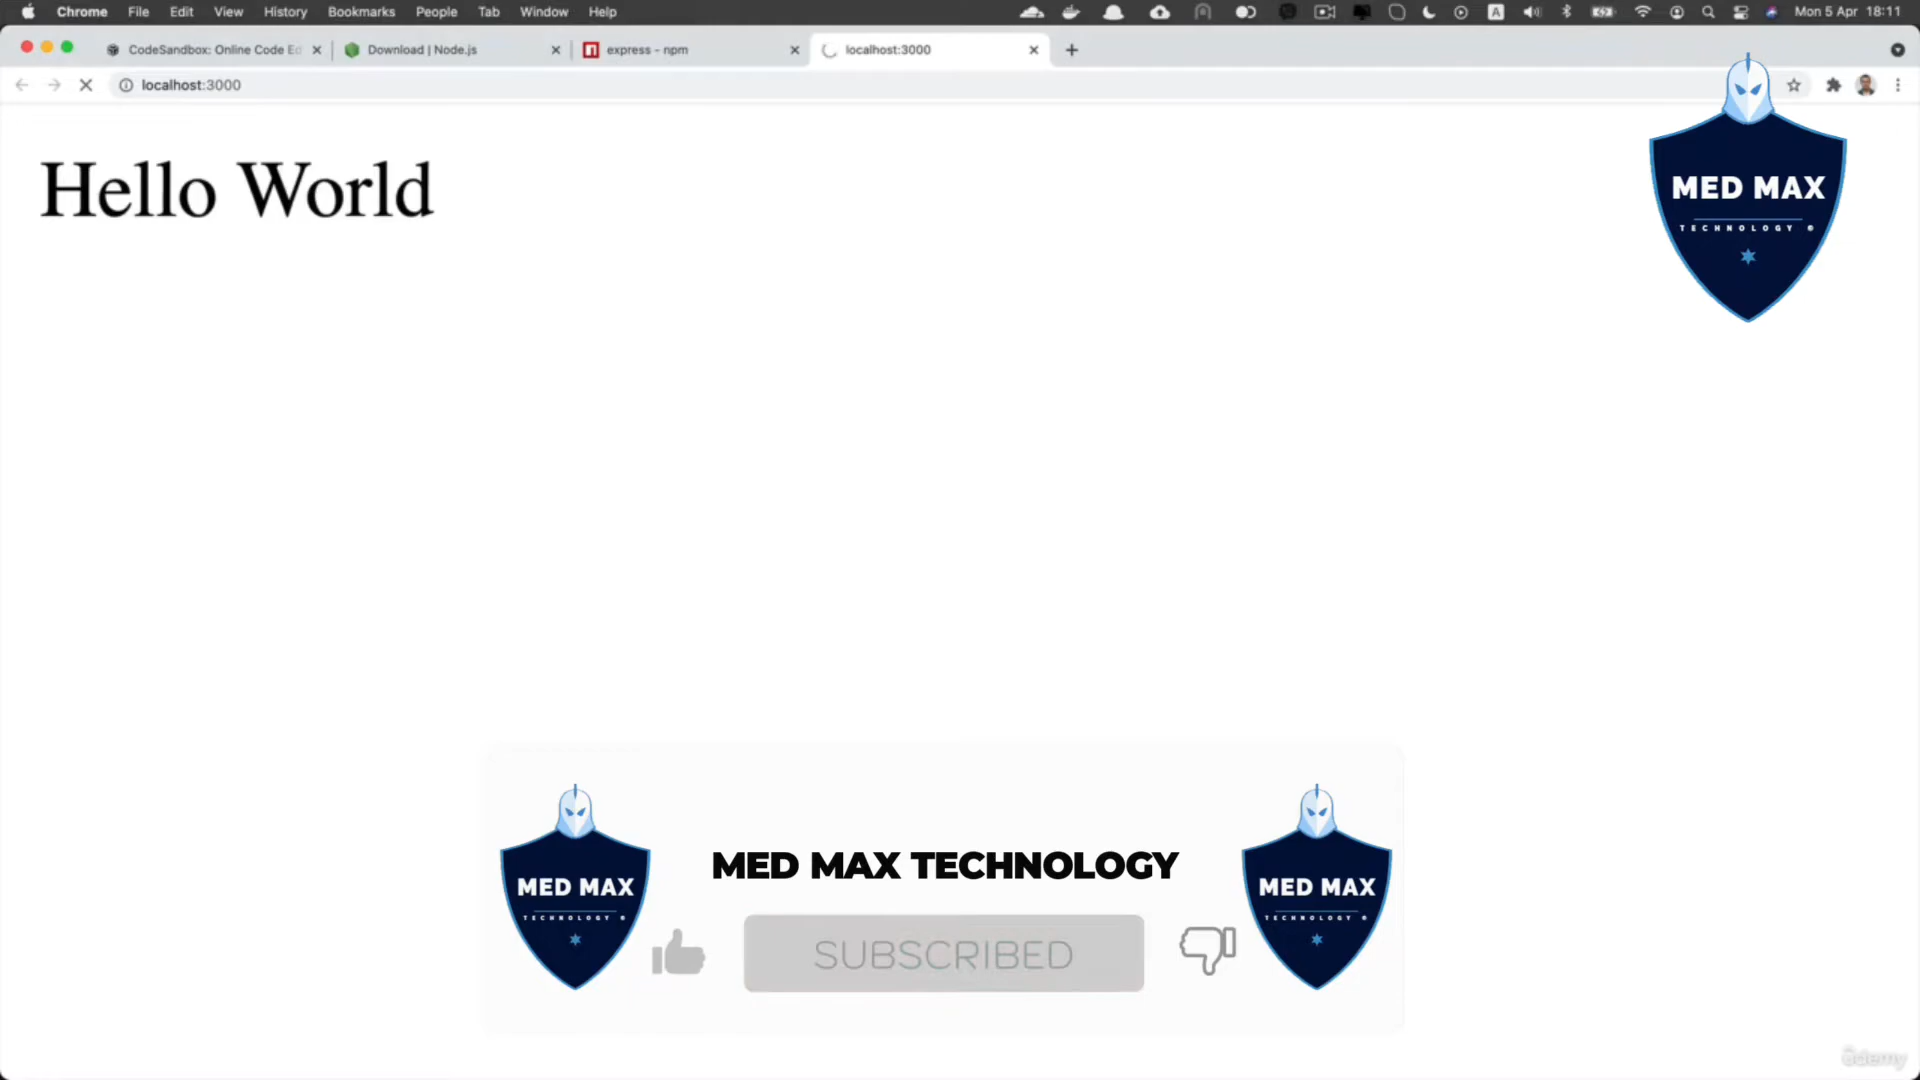 Chrome File Edit View History Bookmarks People Tab Window Help
A Mon 5 Apr 18:11
CodeSandbox: Online Code Ed
Download | Node.js
n express - npm
localhost:3000
localhost:3000
Hello World
MED MAX
TECHNOLOGY
MED MAX
TECHNOLOGY
MED MAX TECHNOLOGY
SUBSCRIBED
MED MAX
TECHNOLOGY
udemy